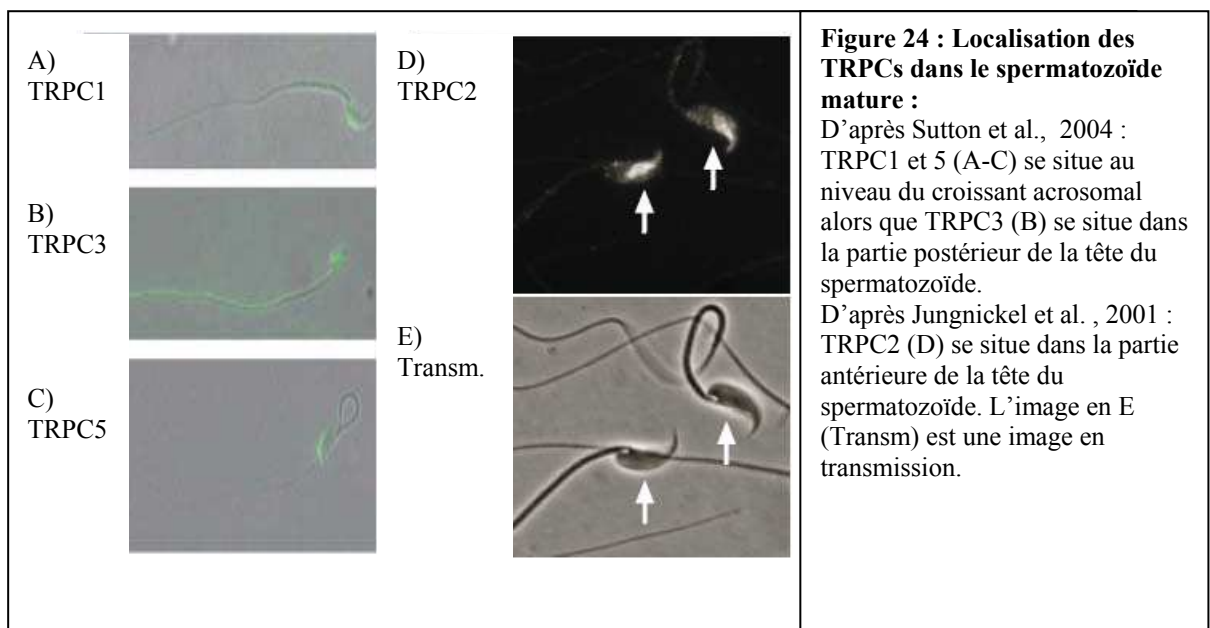 A)
TRPC1
B)
TRPC3
C)
TRPC5
D)
TRPC2
E)
Transm.
Figure 24 : Localisation des
TRPCs dans le spermatozoïde
mature :
D’après Sutton et al., 2004 :
TRPC1 et 5 (A-C) se situe au
niveau du croissant acrosomal
alors que TRPC3 (B) se situe dans
la partie postérieur de la tête du
spermatozoïde.
D’après Jungnickel et al. , 2001 :
TRPC2 (D) se situe dans la partie
antérieure de la tête du
spermatozoïde. L’image en E
(Transm) est une image en
transmission.